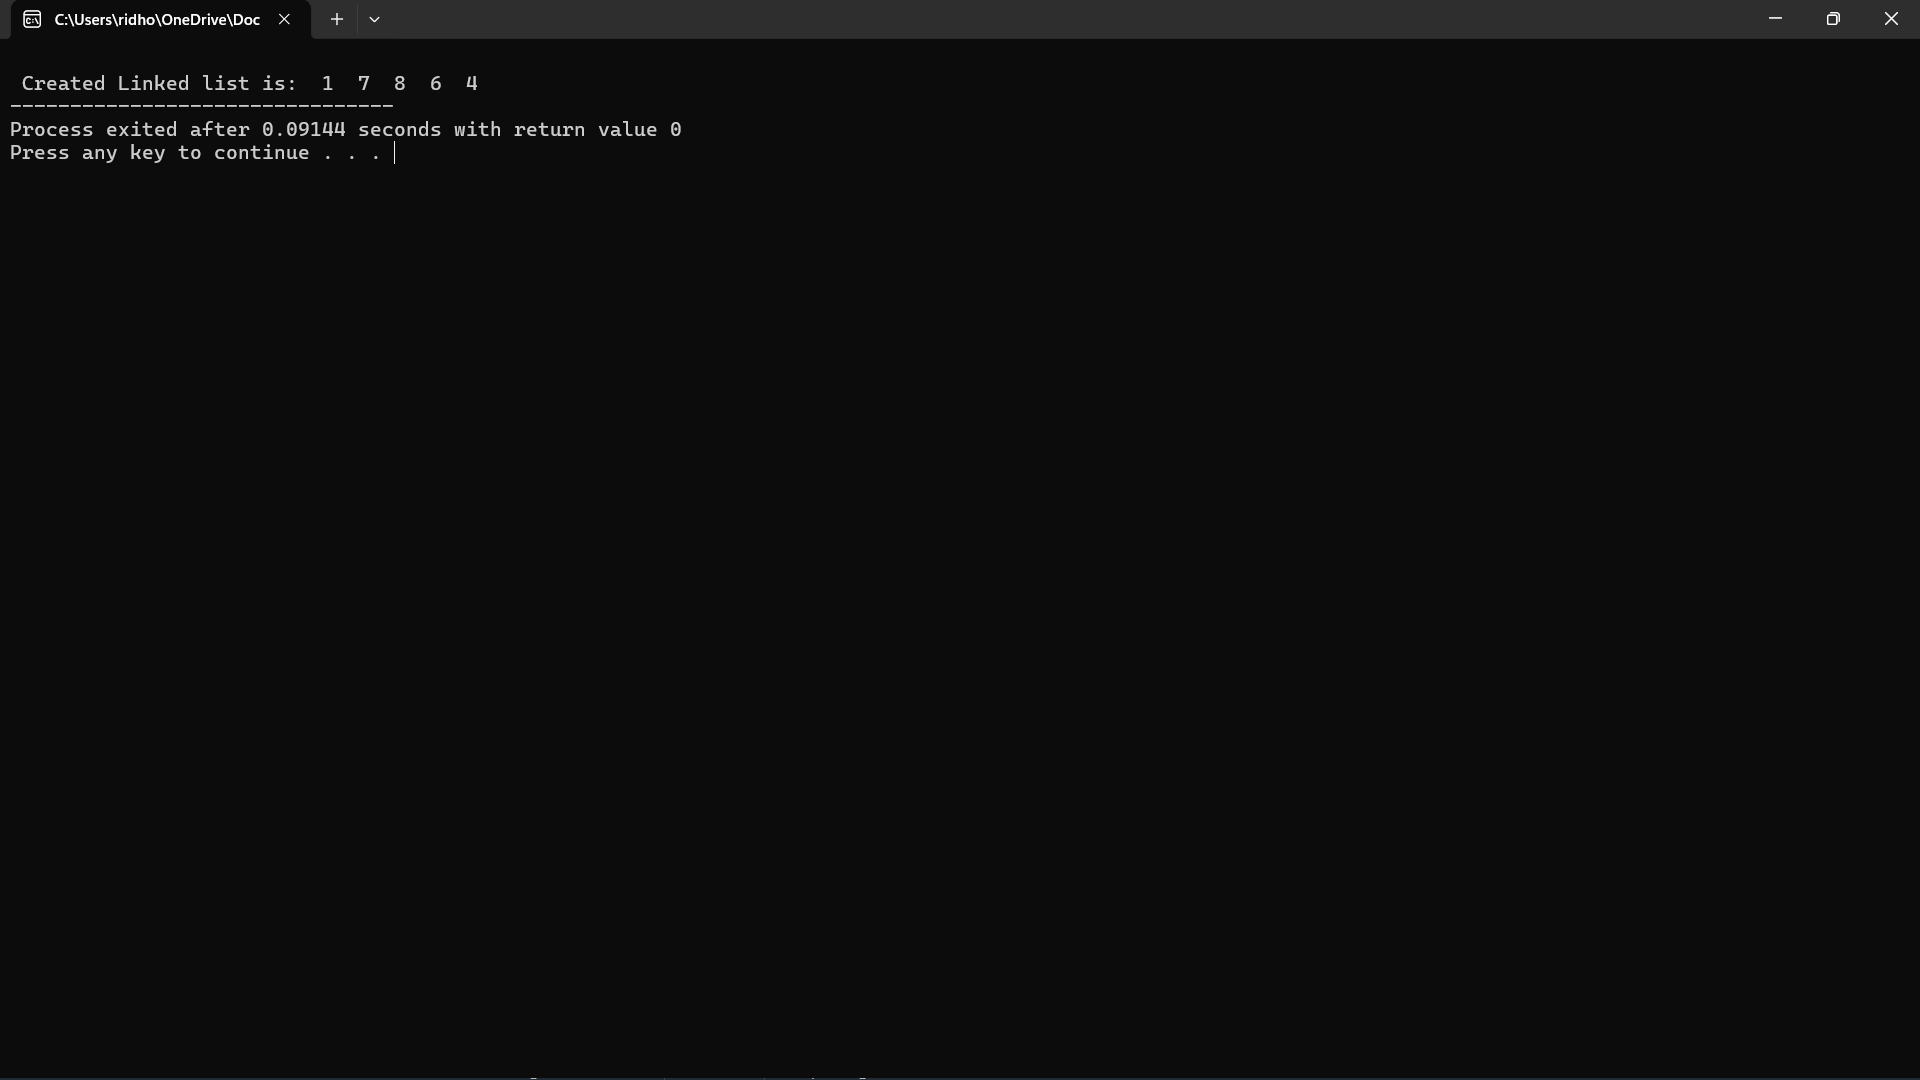 C:\Users\ridho\OneDrive\Doc
Created Linked list is:  1  7  8  6  4
--------------------------------
Process exited after 0.09144 seconds with return value 0
Press any key to continue . . .